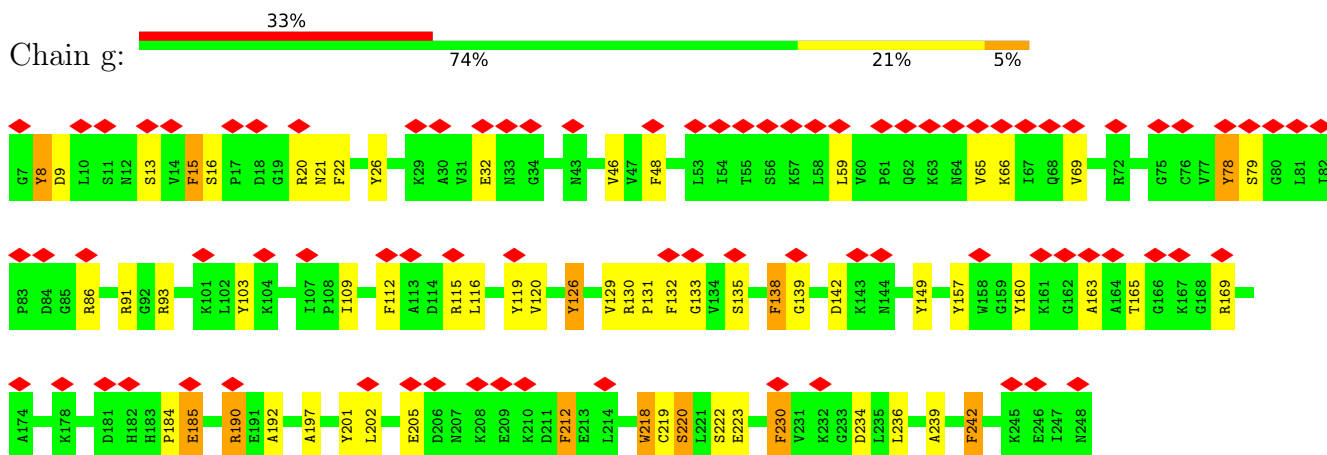 33%
Chain g:
74% 21% 5%
G7 Y8 D9 L10 S11 N12 S13 V14 F15 S16 P17 D18 G19 R20 N21 F22 Y26 K29 A30 V31 E32 N33 G34 N43 V46 V47 F48 L53 I54 T55 S56 K57 L58 L59 V60 P61 Q62 K63 N64 V65 K66 I67 Q68 V69 R72 G75 C76 V77 Y78 S79 G80 L81 I82
P83 D84 G85 R86 R91 G92 R93 K101 L102 Y103 K104 I107 P108 I109 F112 A113 D114 R115 L116 Y119 V120 Y126 V129 R130 P131 F132 G133 V134 S135 F138 G139 D142 K143 N144 Y149 Y157 W158 G159 Y160 K161 G162 A163 A164 T165 G166 K167 G168 R169
A174 K178 D181 H182 H183 P184 E185 R190 E191 A192 A197 Y201 L202 E205 D206 N207 K208 E209 K210 D211 F212 E213 L214 W218 C219 S220 L221 S222 E223 F230 V231 K232 G233 D234 L235 L236 A239 F242 K245 E246 I247 N248